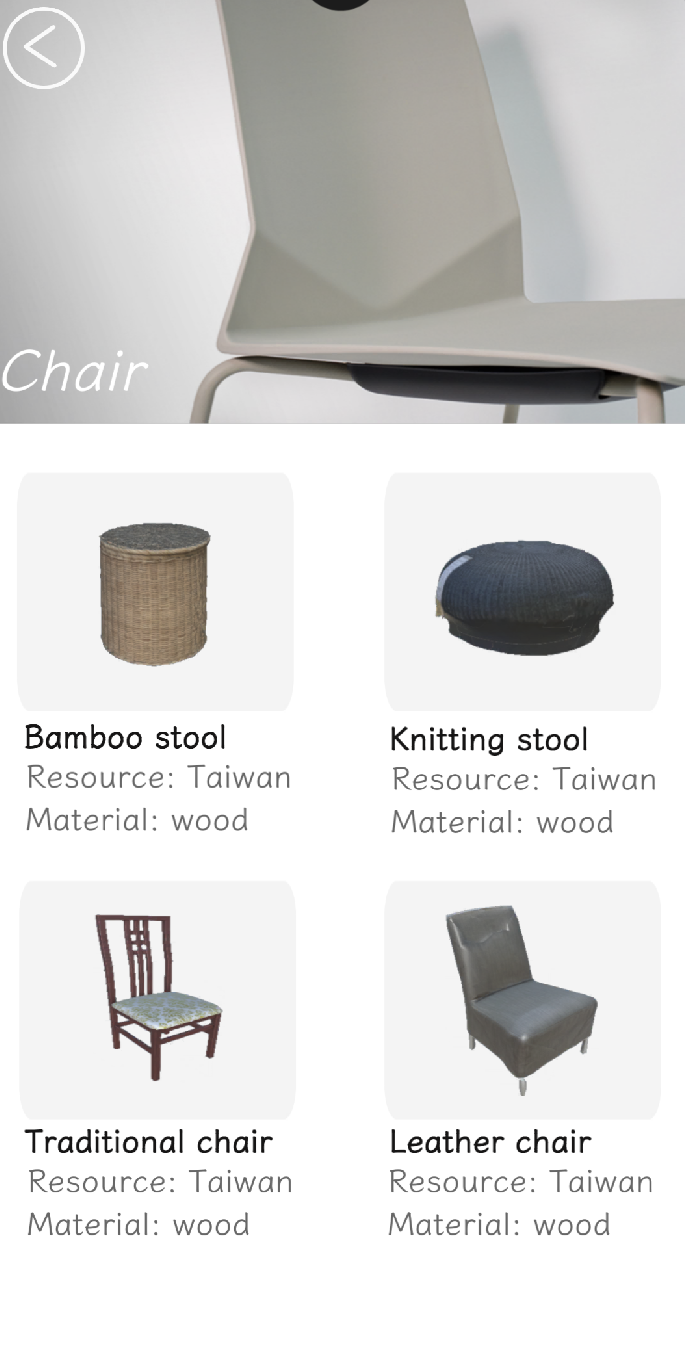 Chair
Bamboo stool
Resource: Taiwan
Material: wood
Knitting stool
Resource: Taiwan
Material: wood
Traditional chair
Resource: Taiwan
Material: wood
Leather chair
Resource: Taiwan
Material: wood